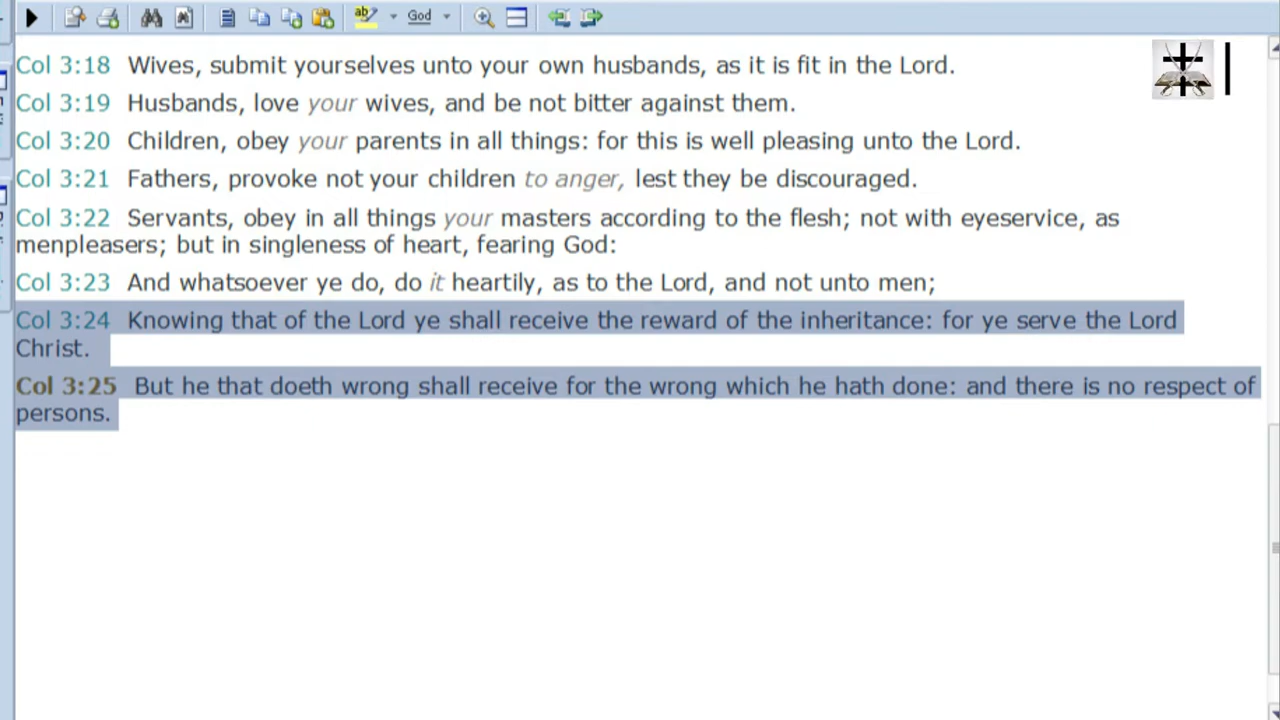 ab
God
Col 3:18 Wives, submit yourselves unto your own husbands, as it is fit in the Lord.
Col 3:19 Husbands, love your wives, and be not bitter against them.
Col 3:20 Children, obey your parents in all things: for this is well pleasing unto the Lord.
Col 3:21 Fathers, provoke not your children to anger, lest they be discouraged.
Col 3:22 Servants, obey in all things your masters according to the flesh; not with eyeservice, as
menpleasers; but in singleness of heart, fearing God:
Col 3:23 And whatsoever ye do, do it heartily, as to the Lord, and not unto men;
Col 3:24 Knowing that of the Lord ye shall receive the reward of the inheritance: for ye serve the Lord
Christ.
Col 3:25 But he that doeth wrong shall receive for the wrong which he hath done: and there is no respect of
persons.